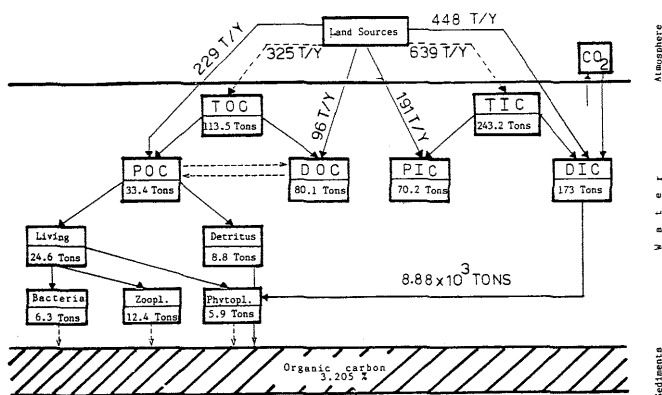 Land Sources
448 T/Y
229 T/Y
325 T/Y
639 T/Y
CO2
Atmosphere
TOC
113.5 Tons
96 T/Y
191 T/Y
TIC
243.2 Tons
POC
33.4 Tons
DOC
80.1 Tons
PIC
70.2 Tons
DIC
173 Tons
Water
Living
24.6 Tons
Detritus
8.8 Tons
8.88x10^3 TONS
Bacteria
6.3 Tons
Zoopl.
12.4 Tons
Phytopl.
5.9 Tons
Organic carbon
3.205 %
Sediments